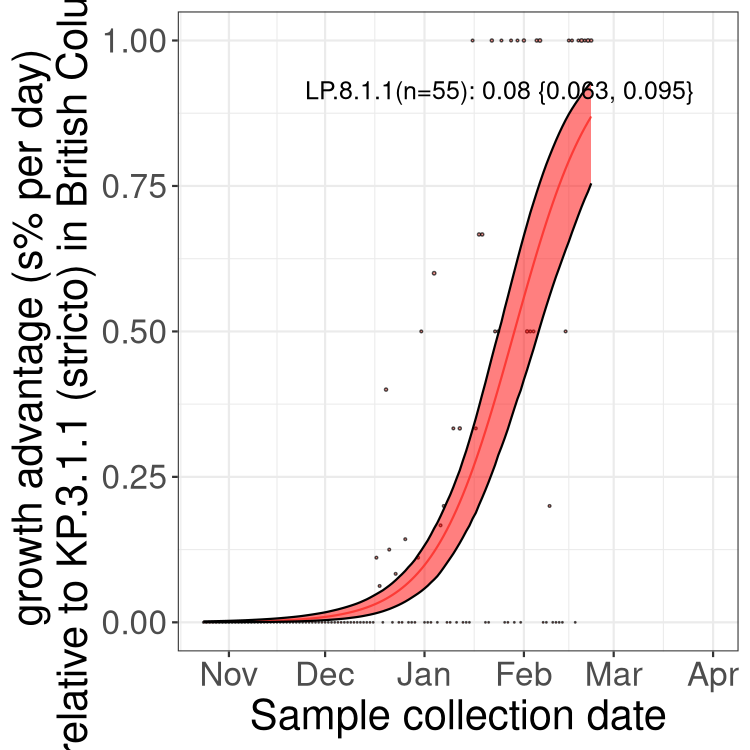 growth advantage (s% per day)
relative to KP.3.1.1 (stricto) in British Colu
1.00
0.75
0.50
0.25
0.00
LP.8.1.1(n=55): 0.08 {0.063, 0.095}
Nov Dec Jan Feb Mar Apr
Sample collection date